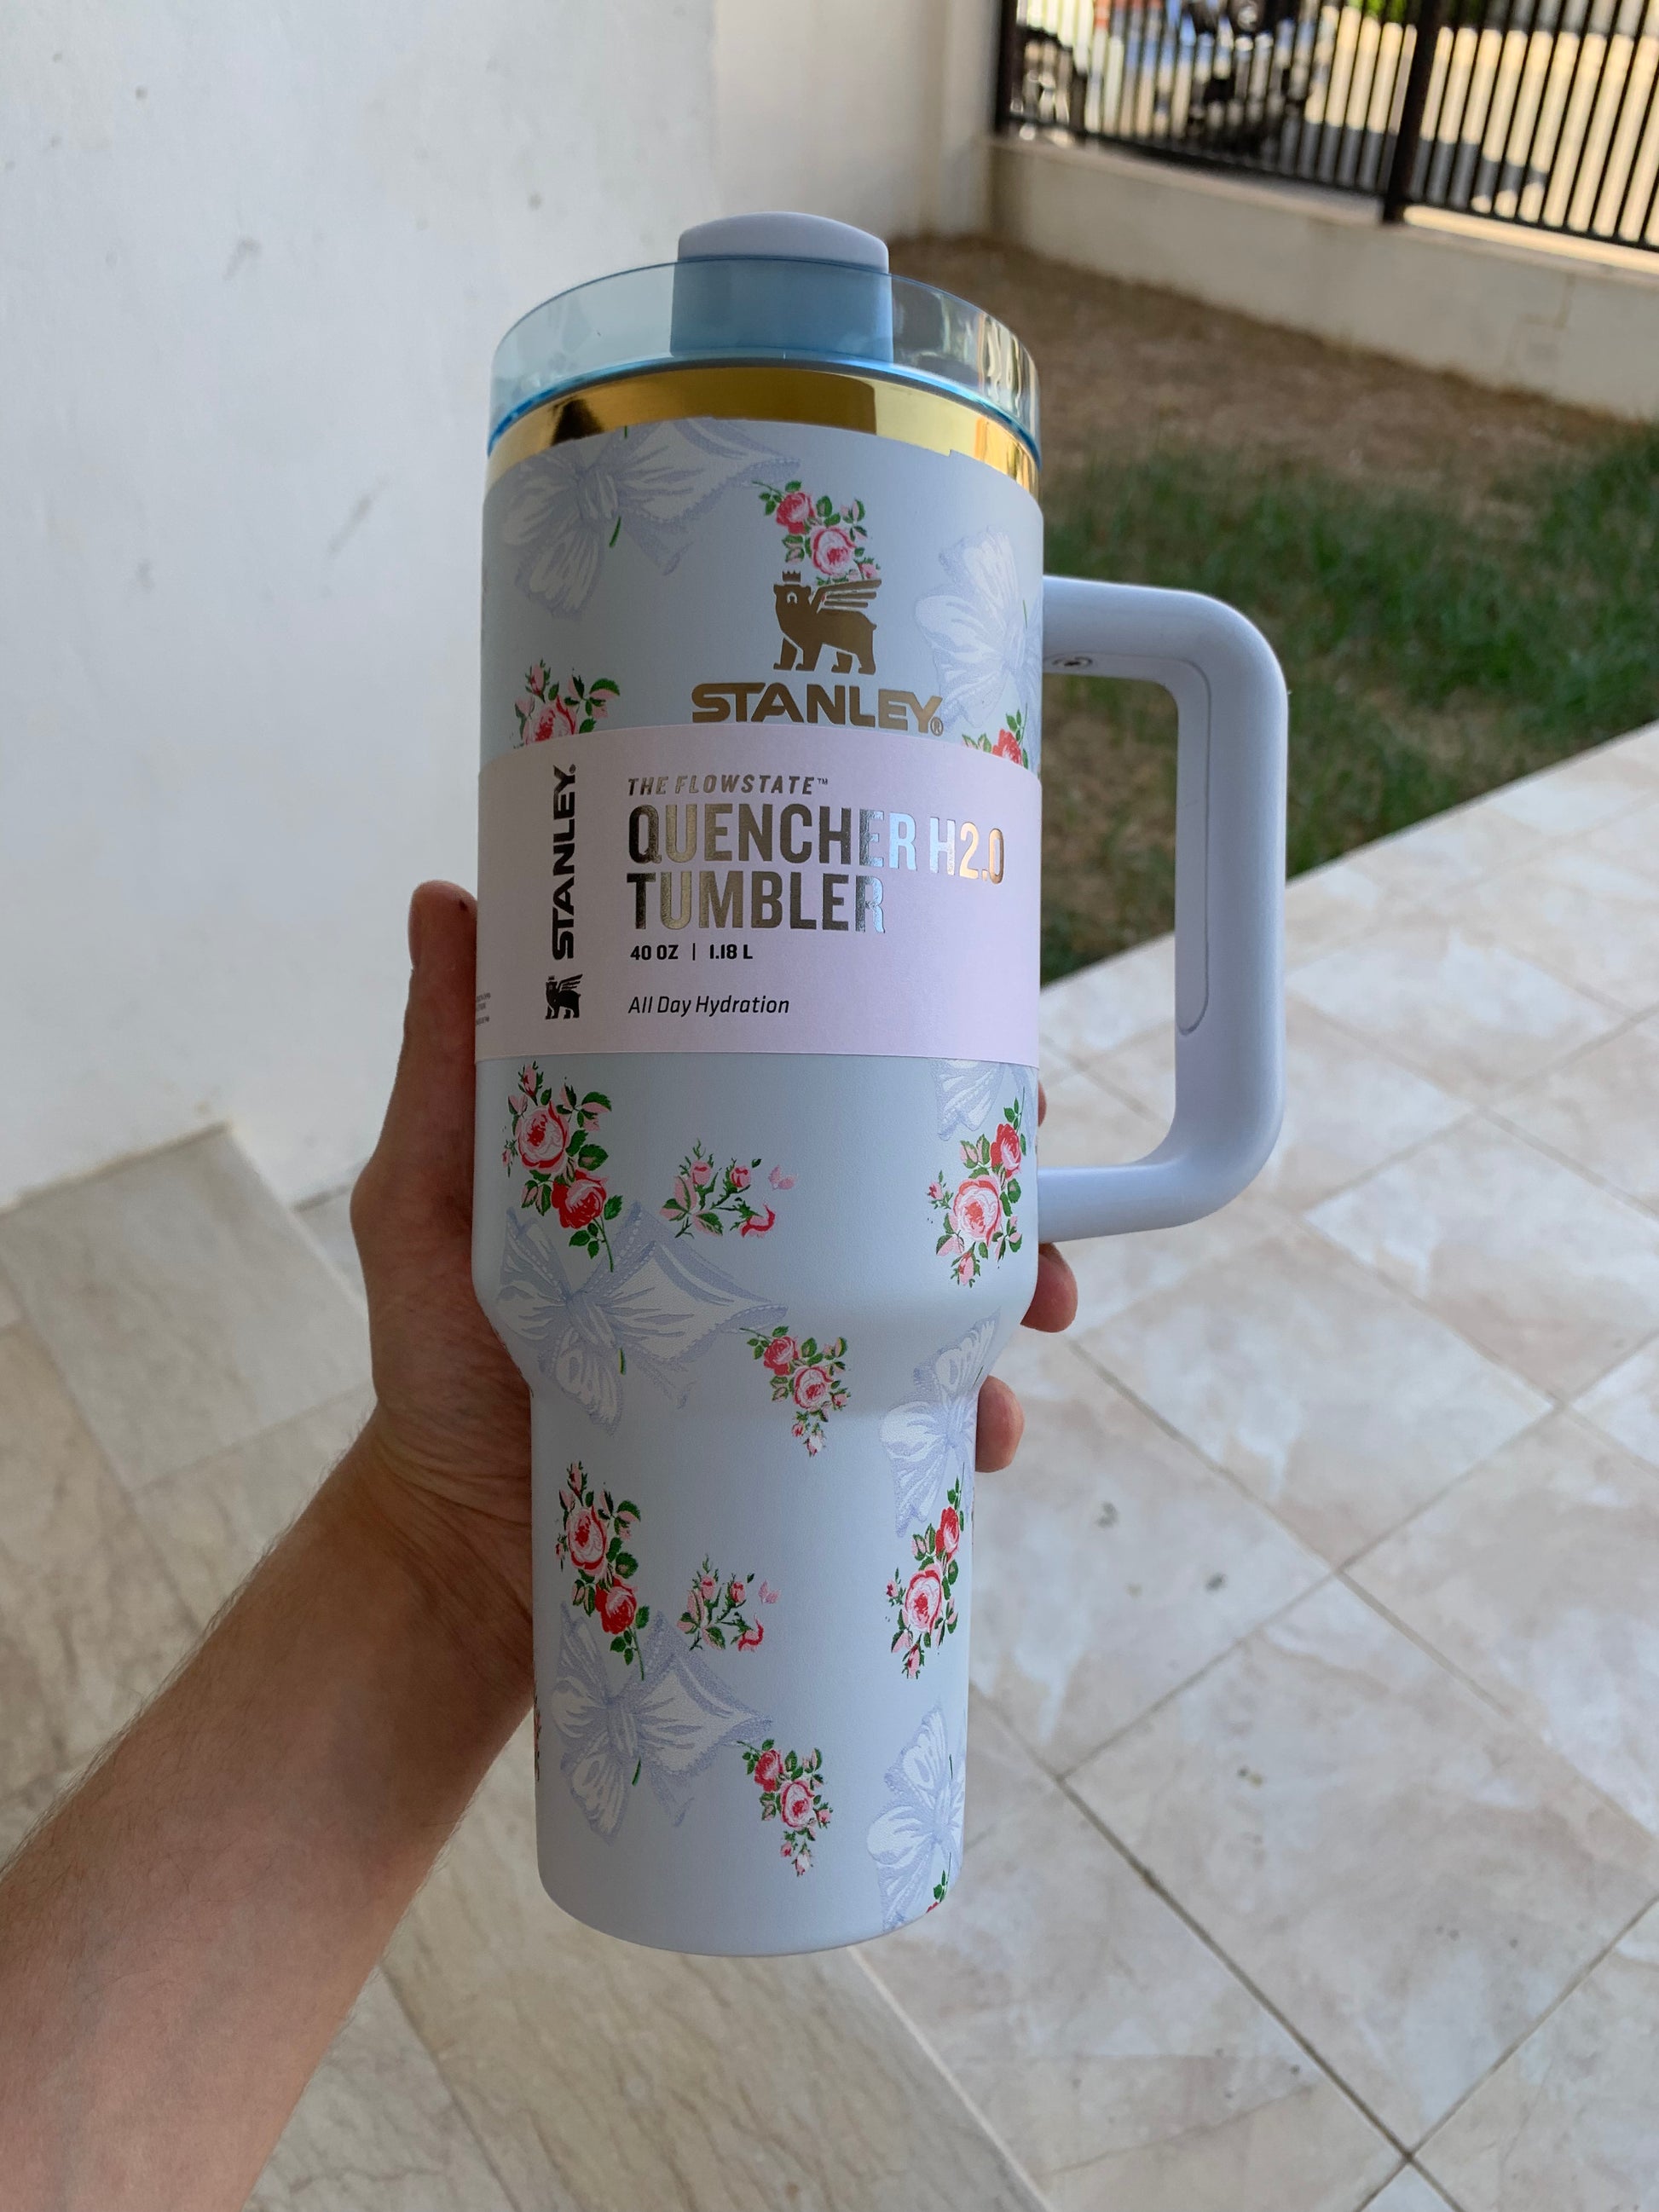 STANLEY®
STANLEY®
THE FLOWSTATE™
QUENCHER H2.0
TUMBLER
40 OZ | 1.18 L
All Day Hydration